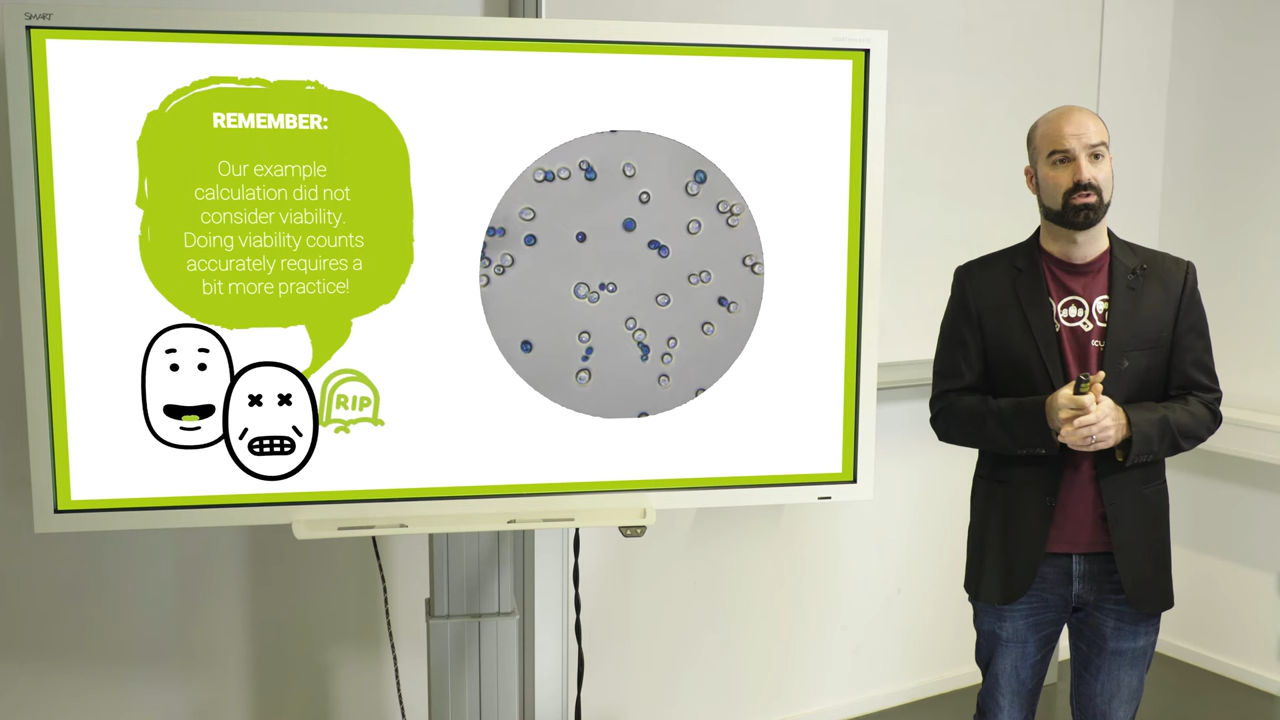 SMART
REMEMBER:
Our example
calculation did not
consider viability.
Doing viability counts
accurately requires a
bit more practice!
RIP